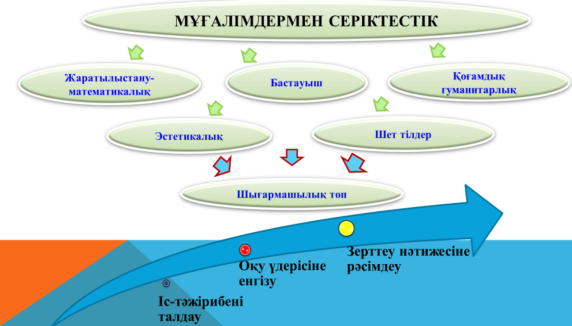 МҰҒАЛІМДЕРМЕН СЕРІКТЕСТІК
Жаратылыстану-
математикалық
Бастауыш
Қоғамдық
гуманитарлық
Эстетикалық
Шет тілдер
Шығармашылық топ
Зерттеу нәтижесіне
рәсімдеу
Оқу үдерісіне
енгізу
Іс-тәжірибені
талдау